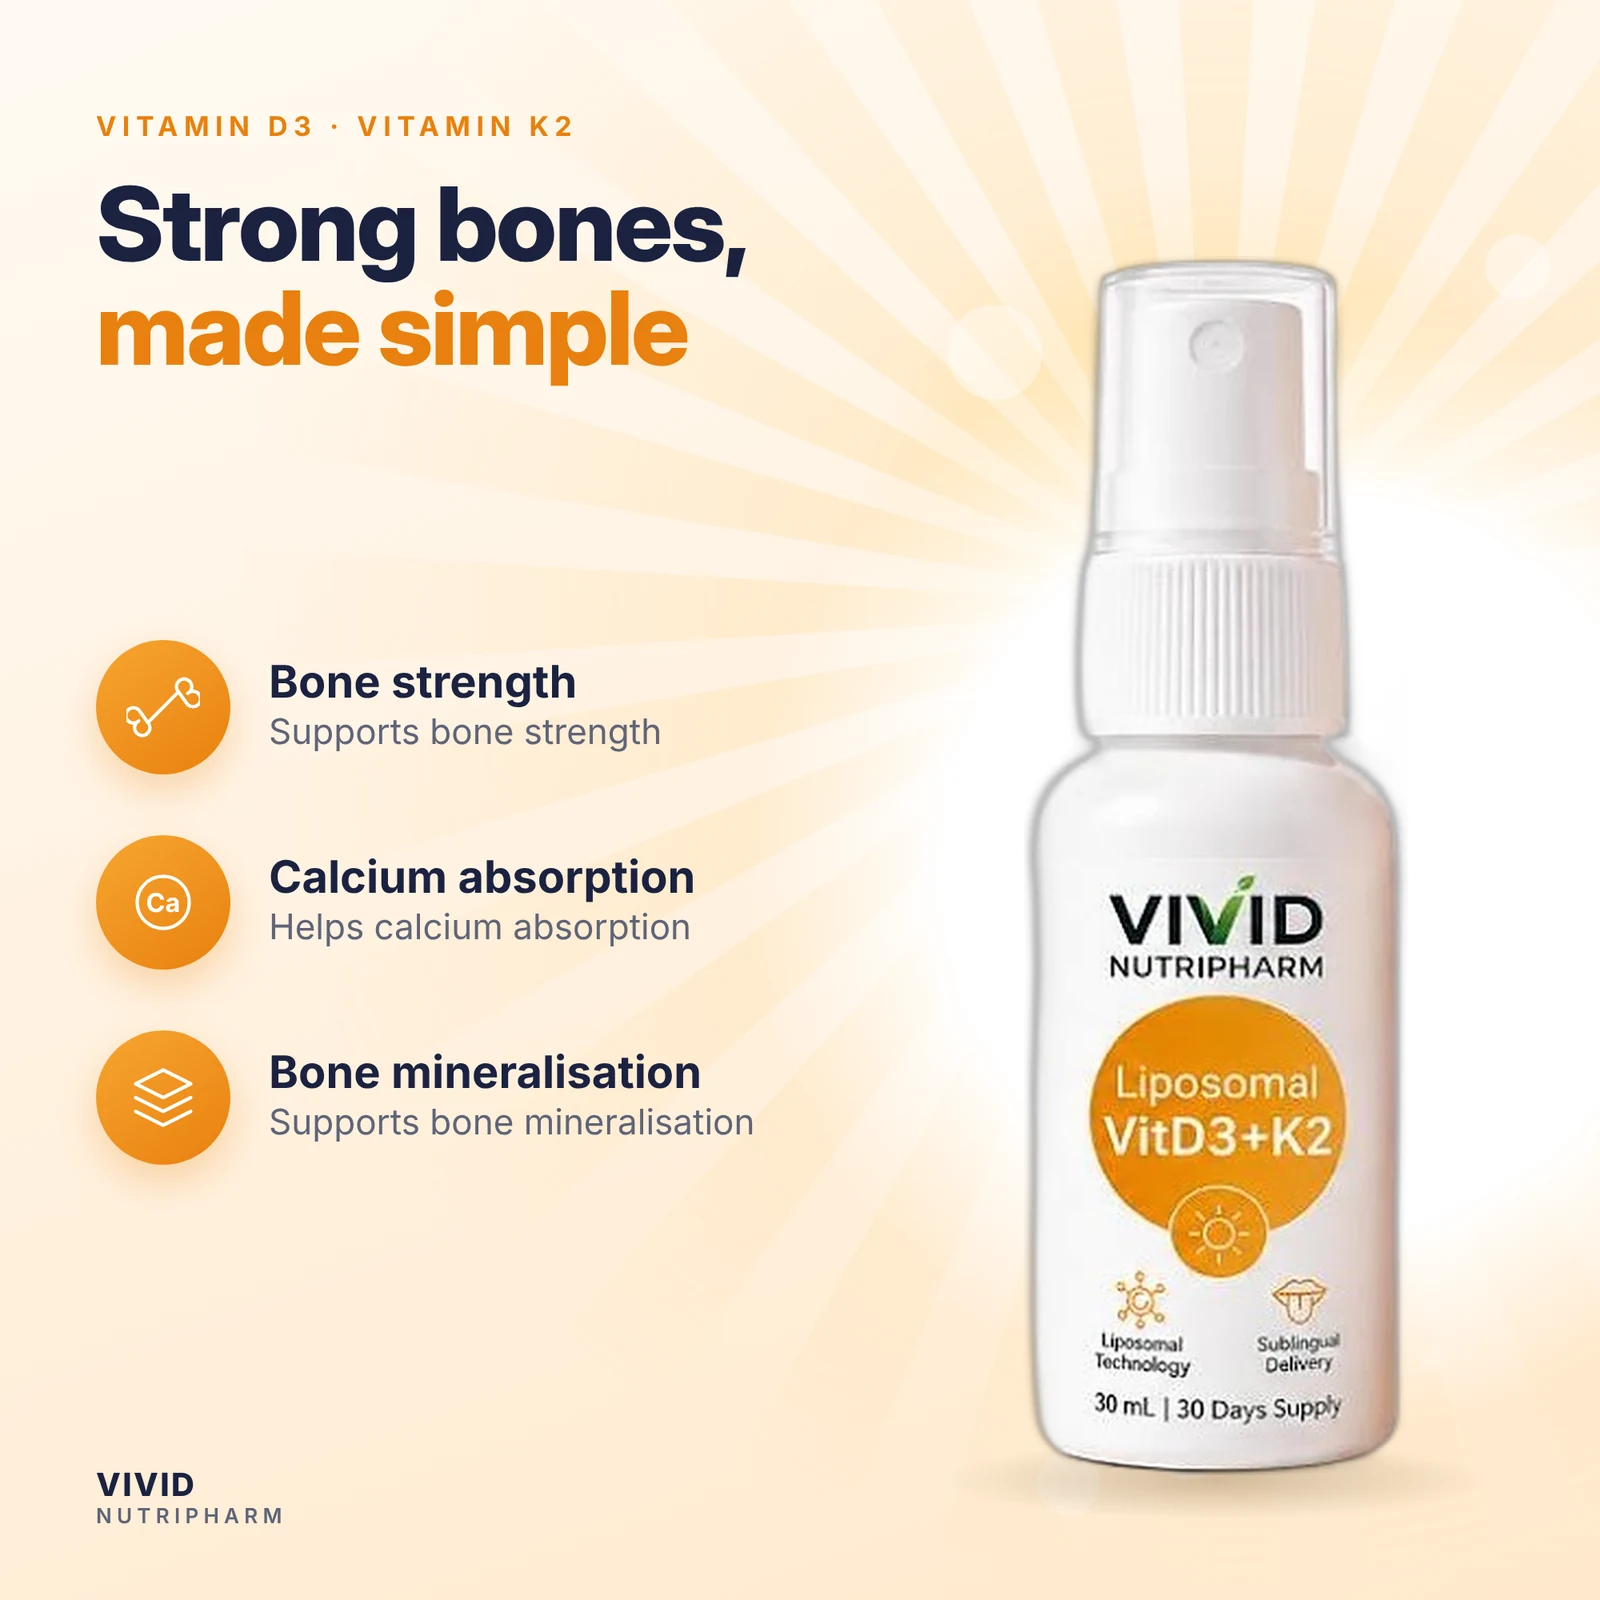 VITAMIN D3 · VITAMIN K2
Strong bones,
made simple
Bone strength
Supports bone strength
Ca
Calcium absorption
Helps calcium absorption
Bone mineralisation
Supports bone mineralisation
VIVID
NUTRIPHARM
VIVID
NUTRIPHARM
Liposomal
VitD3+K2
Liposomal
Technology
Sublingual
Delivery
30 mL | 30 Days Supply